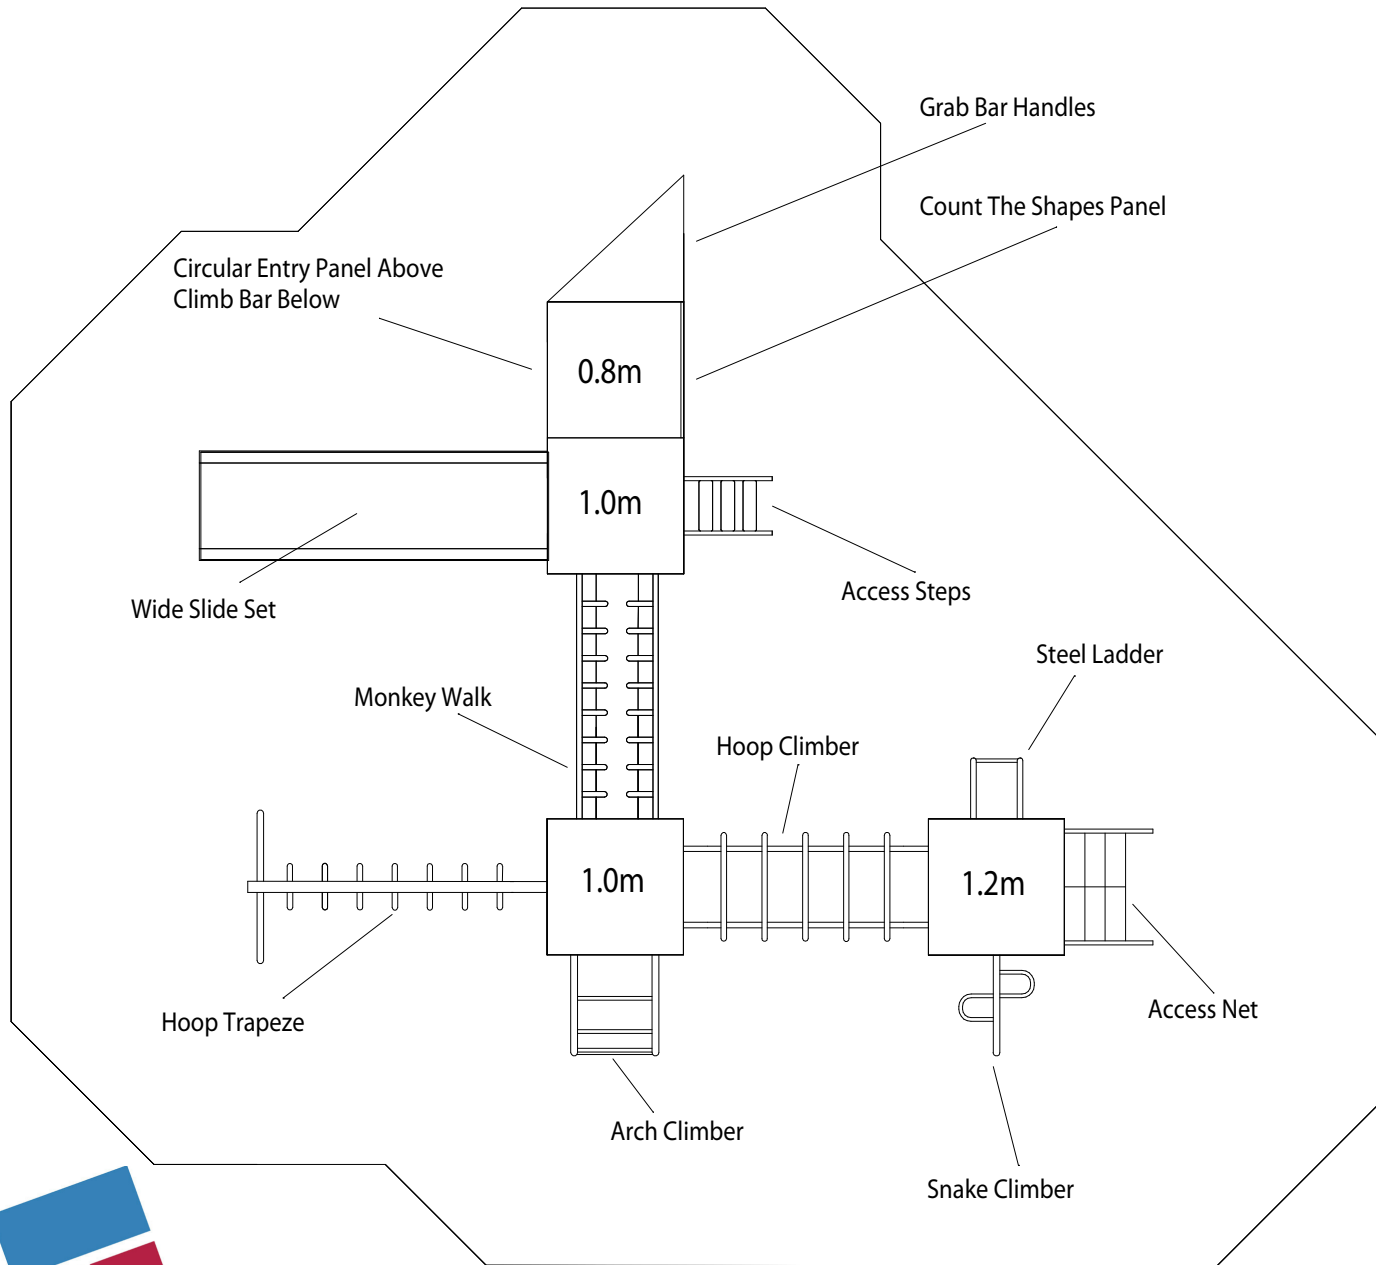 Grab Bar Handles
Count The Shapes Panel
Circular Entry Panel Above
Climb Bar Below
0.8m
1.0m
Access Steps
Wide Slide Set
Steel Ladder
Monkey Walk
Hoop Climber
1.0m
1.2m
Access Net
Hoop Trapeze
Arch Climber
Snake Climber